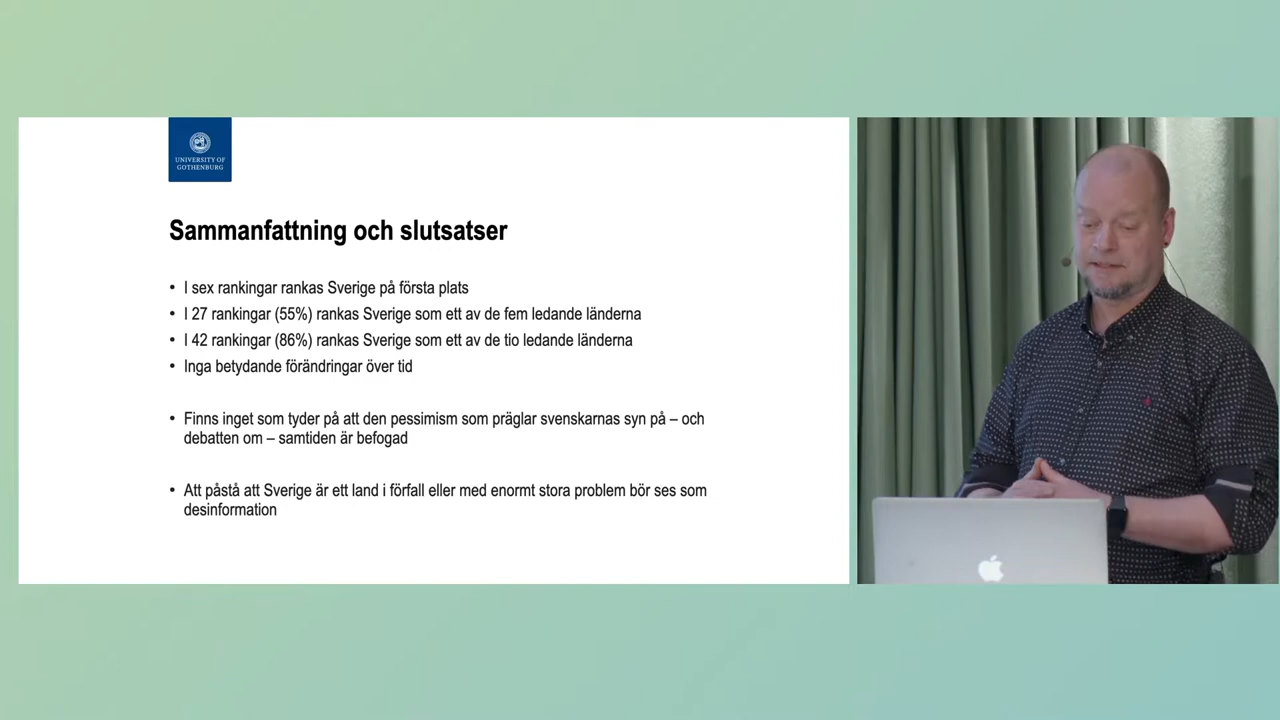 UNIVERSITY OF
GOTHENBURG
Sammanfattning och slutsatser
• I sex rankingar rankas Sverige på första plats
• I 27 rankingar (55%) rankas Sverige som ett av de fem ledande länderna
• I 42 rankingar (86%) rankas Sverige som ett av de tio ledande länderna
• Inga betydande förändringar över tid
• Finns inget som tyder på att den pessimism som präglar svenskarnas syn på – och
debatten om – samtiden är befogad
• Att påstå att Sverige är ett land i förfall eller med enormt stora problem bör ses som
desinformation